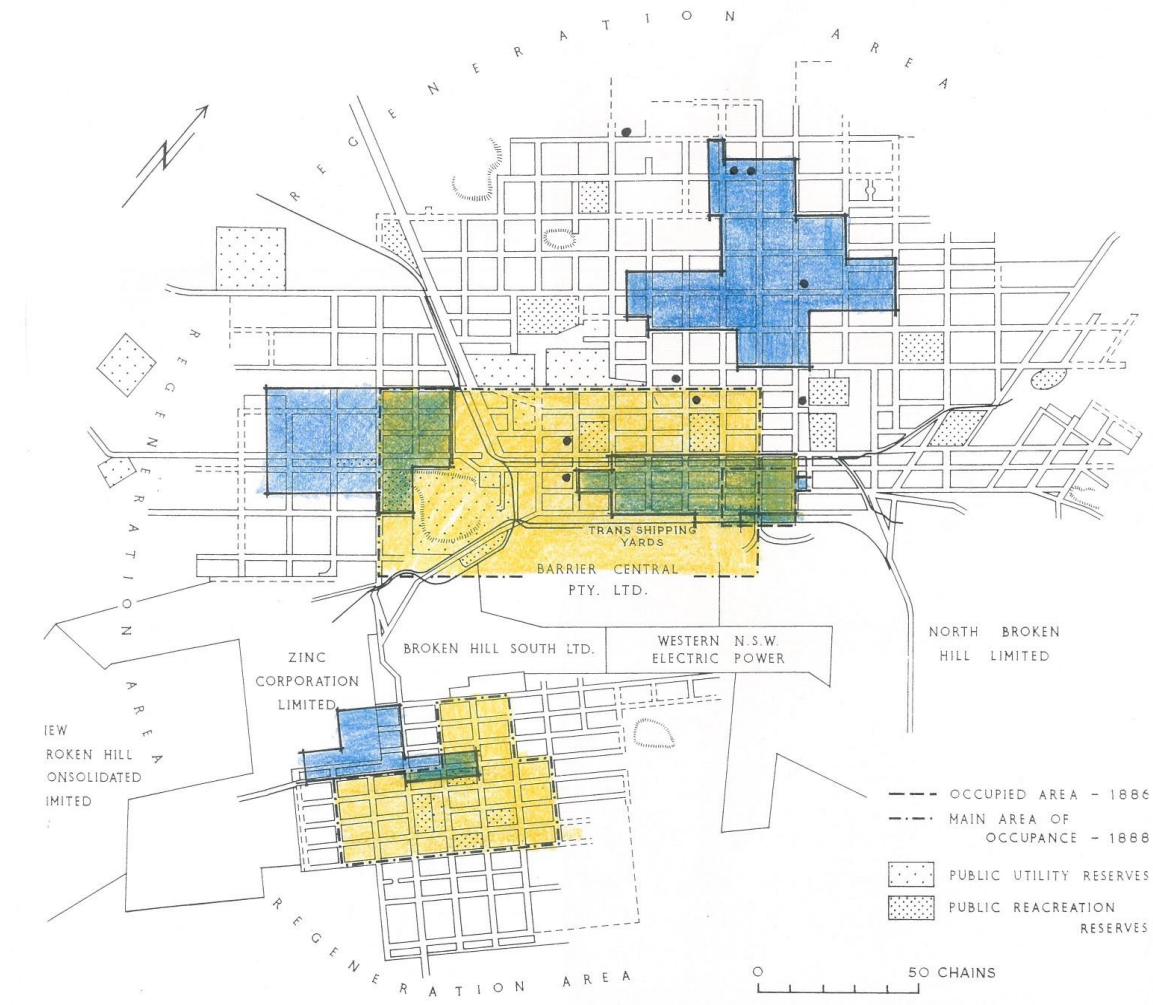 REGENERATION AREA
REGENERATION AREA
TRANS SHIPPING
YARDS
BARRIER CENTRAL
PTY. LTD.
BROKEN HILL SOUTH LTD.
WESTERN N.S.W.
ELECTRIC POWER
NORTH BROKEN
HILL LIMITED
ZINC
CORPORATION
LIMITED
IEW
ROKEN HILL
ONSOLIDATED
IMITED
REGENERATION AREA
OCCUPIED AREA - 1886
MAIN AREA OF
OCCUPANCE - 1888
PUBLIC UTILITY RESERVES
PUBLIC REACREATION
RESERVES
0 50 CHAINS